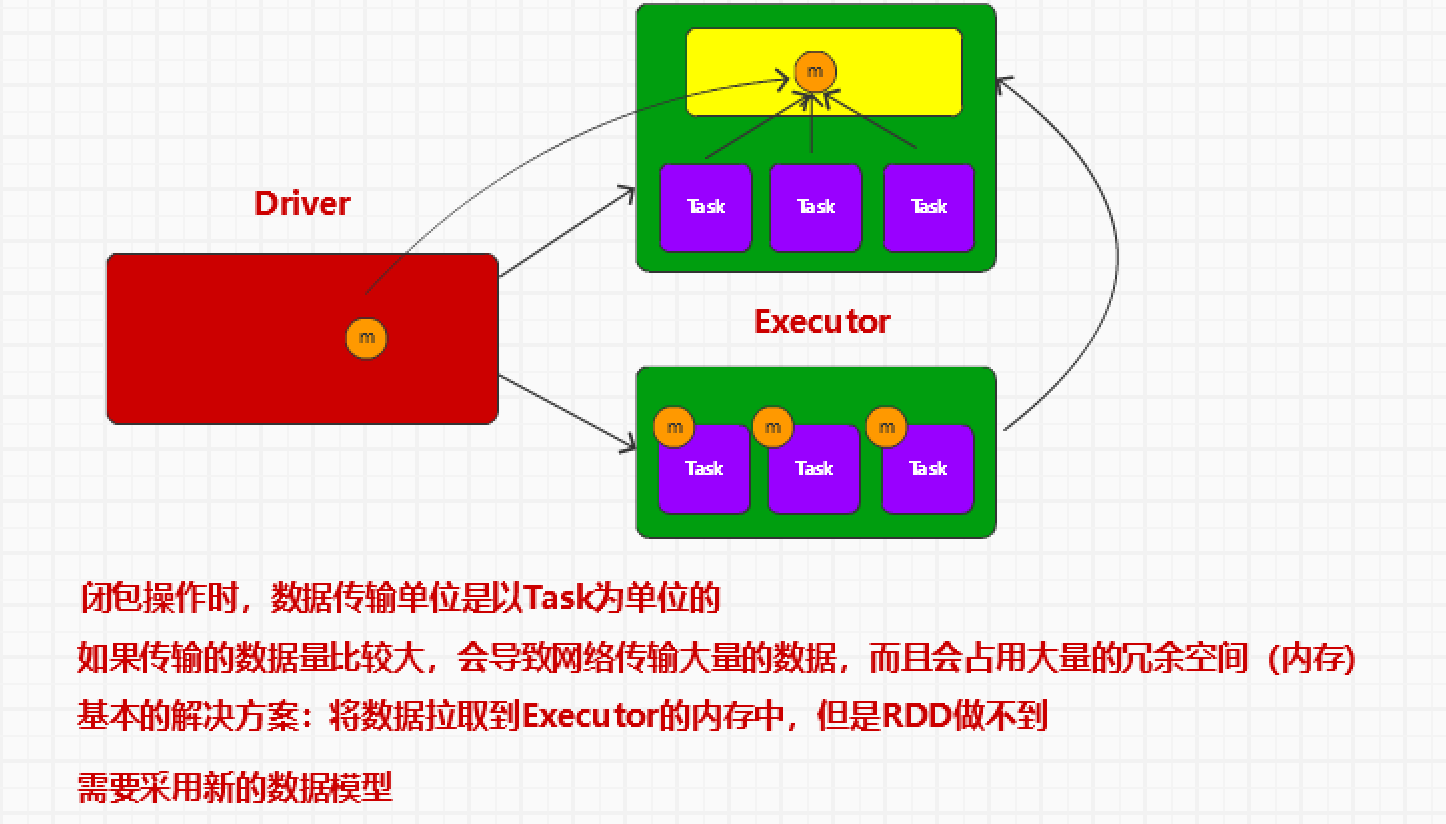 m
Task Task Task
Driver
m
Executor
m m m
Task Task Task
闭包操作时，数据传输单位是以Task为单位的
如果传输的数据量比较大，会导致网络传输大量的数据，而且会占用大量的冗余空间（内存)
基本的解决方案：将数据拉取到Executor的内存中，但是RDD做不到
需要采用新的数据模型